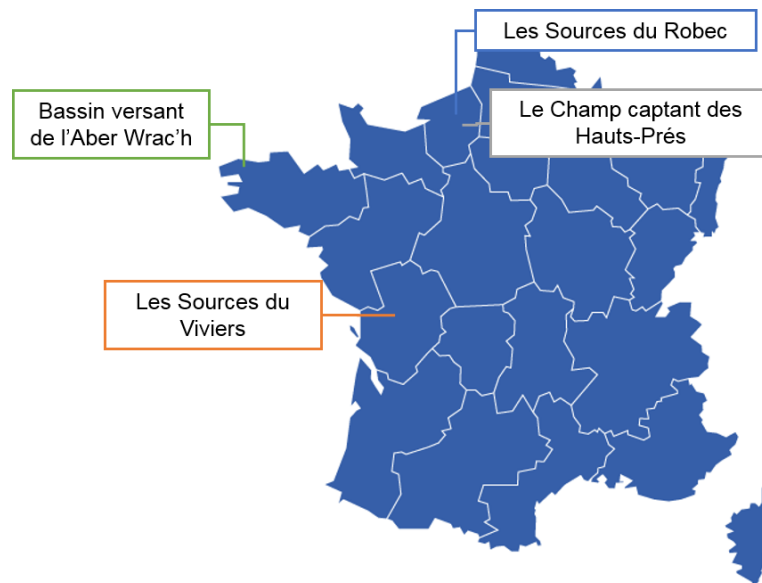 Les Sources du Robec
Le Champ captant des
Hauts-Prés
Bassin versant
de l'Aber Wrac'h
Les Sources du
Viviers